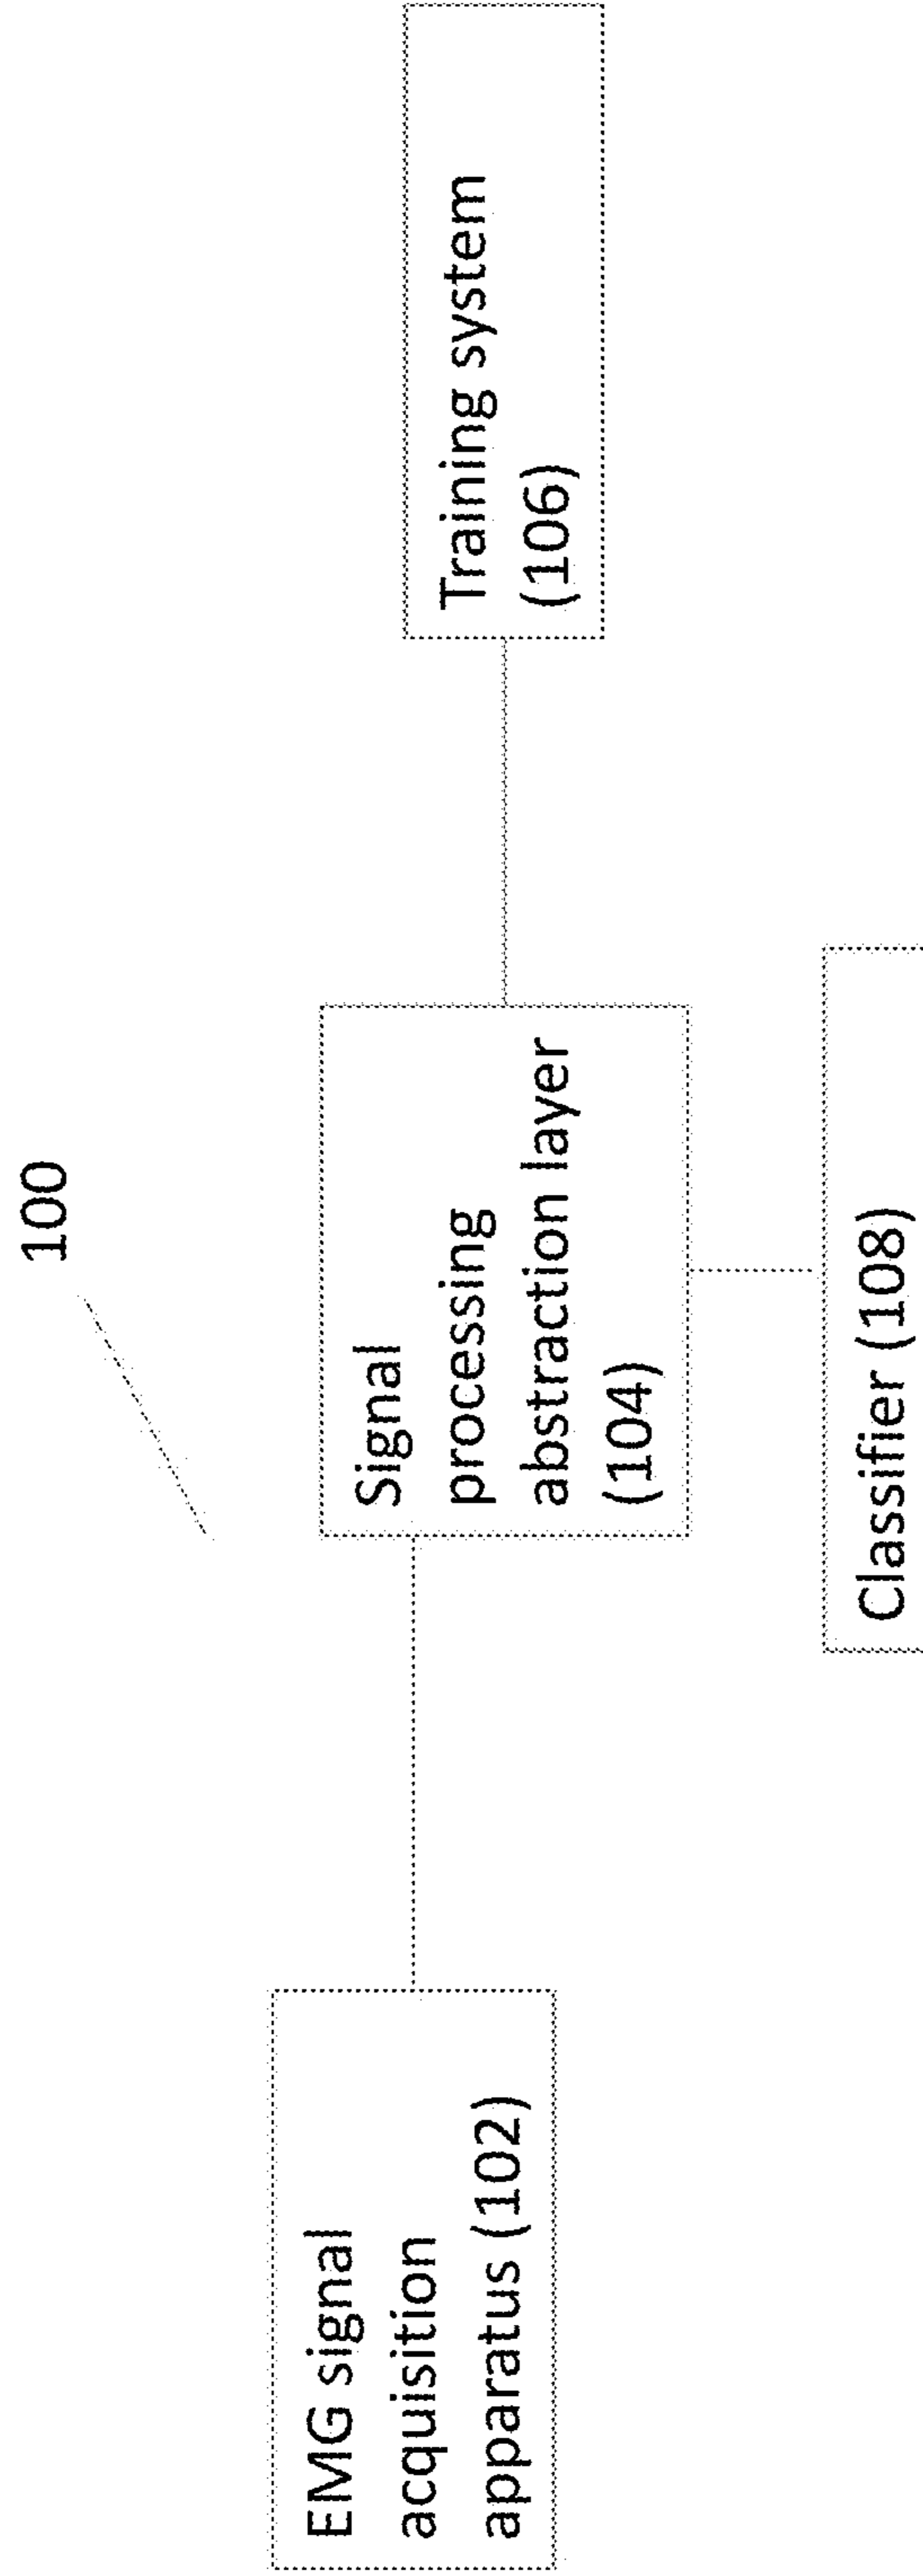 100
EMG signal
acquisition
apparatus (102)
Signal
processing
abstraction layer
(104)
Training system
(106)
Classifier (108)